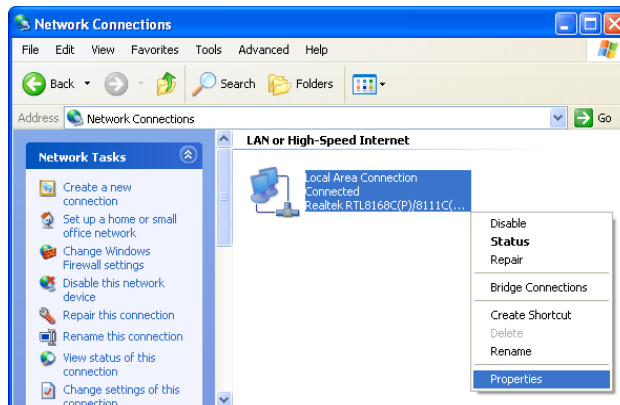 Network Connections
File Edit View Favorites Tools Advanced Help
Back Search Folders
Address Network Connections Go
Network Tasks
Create a new
connection
Set up a home or small
office network
Change Windows
Firewall settings
Disable this network
device
Repair this connection
Rename this connection
View status of this
connection
Change settings of this
connection
LAN or High-Speed Internet
Local Area Connection
Connected
Realtek RTL8168C(P)/8111C(...
Disable
Status
Repair
Bridge Connections
Create Shortcut
Delete
Rename
Properties